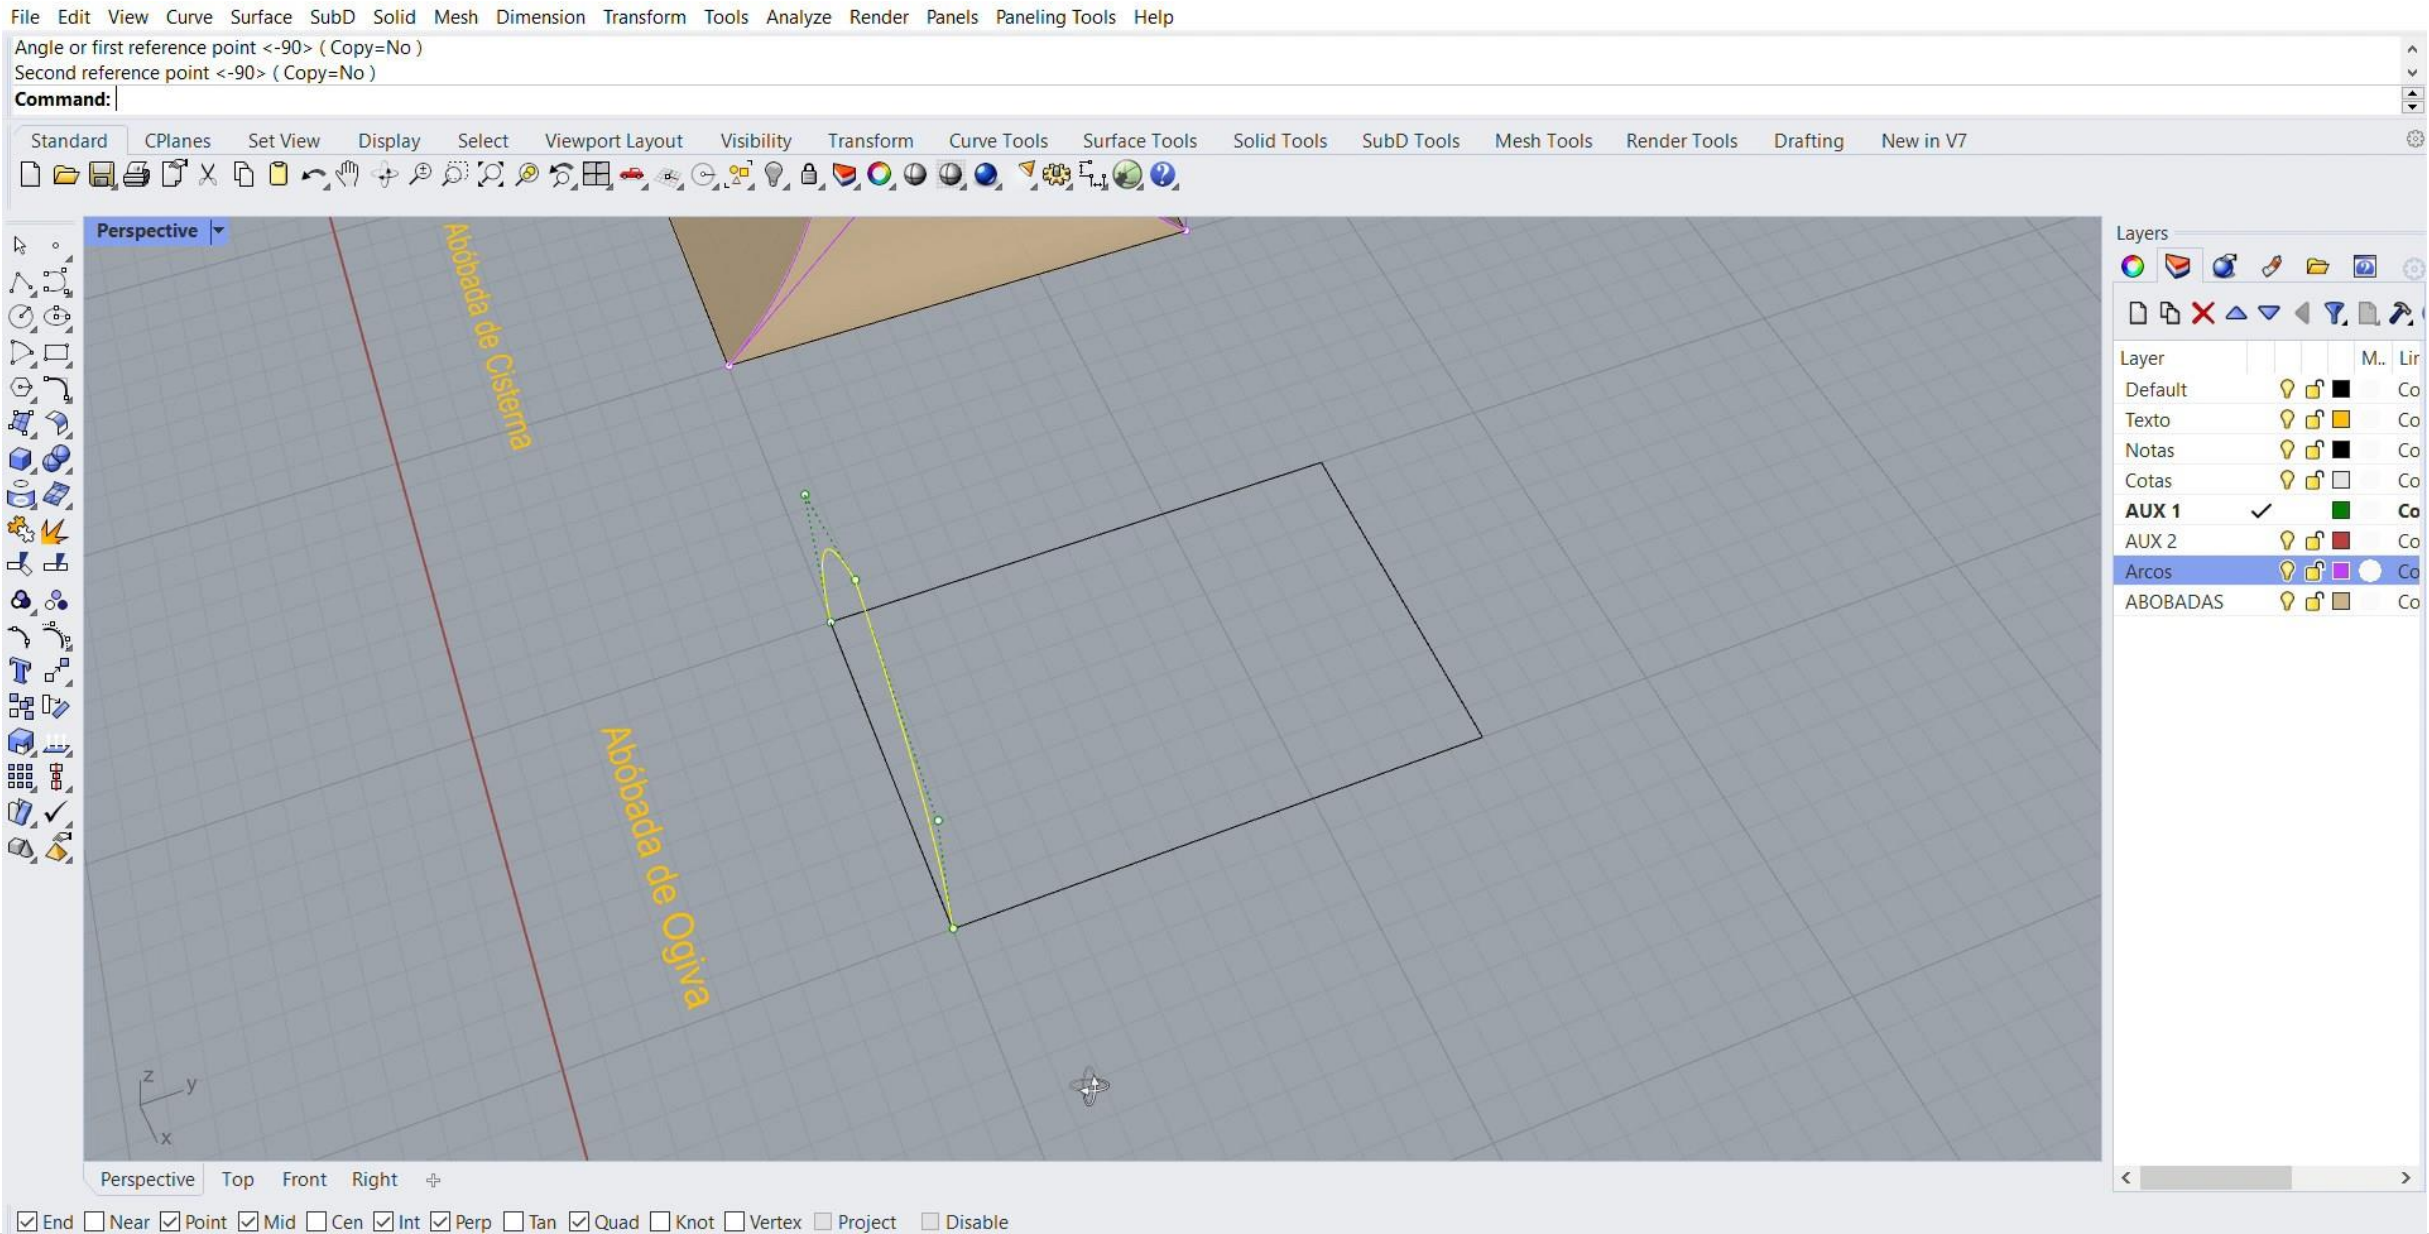 File Edit View Curve Surface SubD Solid Mesh Dimension Transform Tools Analyze Render Panels Paneling Tools Help
Angle or first reference point <-90> ( Copy=No )
Second reference point <-90> ( Copy=No )
Command:
Standard CPlanes Set View Display Select Viewport Layout Visibility Transform Curve Tools Surface Tools Solid Tools SubD Tools Mesh Tools Render Tools Drafting New in V7
Perspective
Abóbada de Cisterna
Abóbada de Ogiva
z
y
x
Layers
Layer M.. Lir
Default Co
Texto Co
Notas Co
Cotas Co
AUX 1 Co
AUX 2 Co
Arcos Co
ABOBADAS Co
Perspective Top Front Right
End Near Point Mid Cen Int Perp Tan Quad Knot Vertex Project Disable